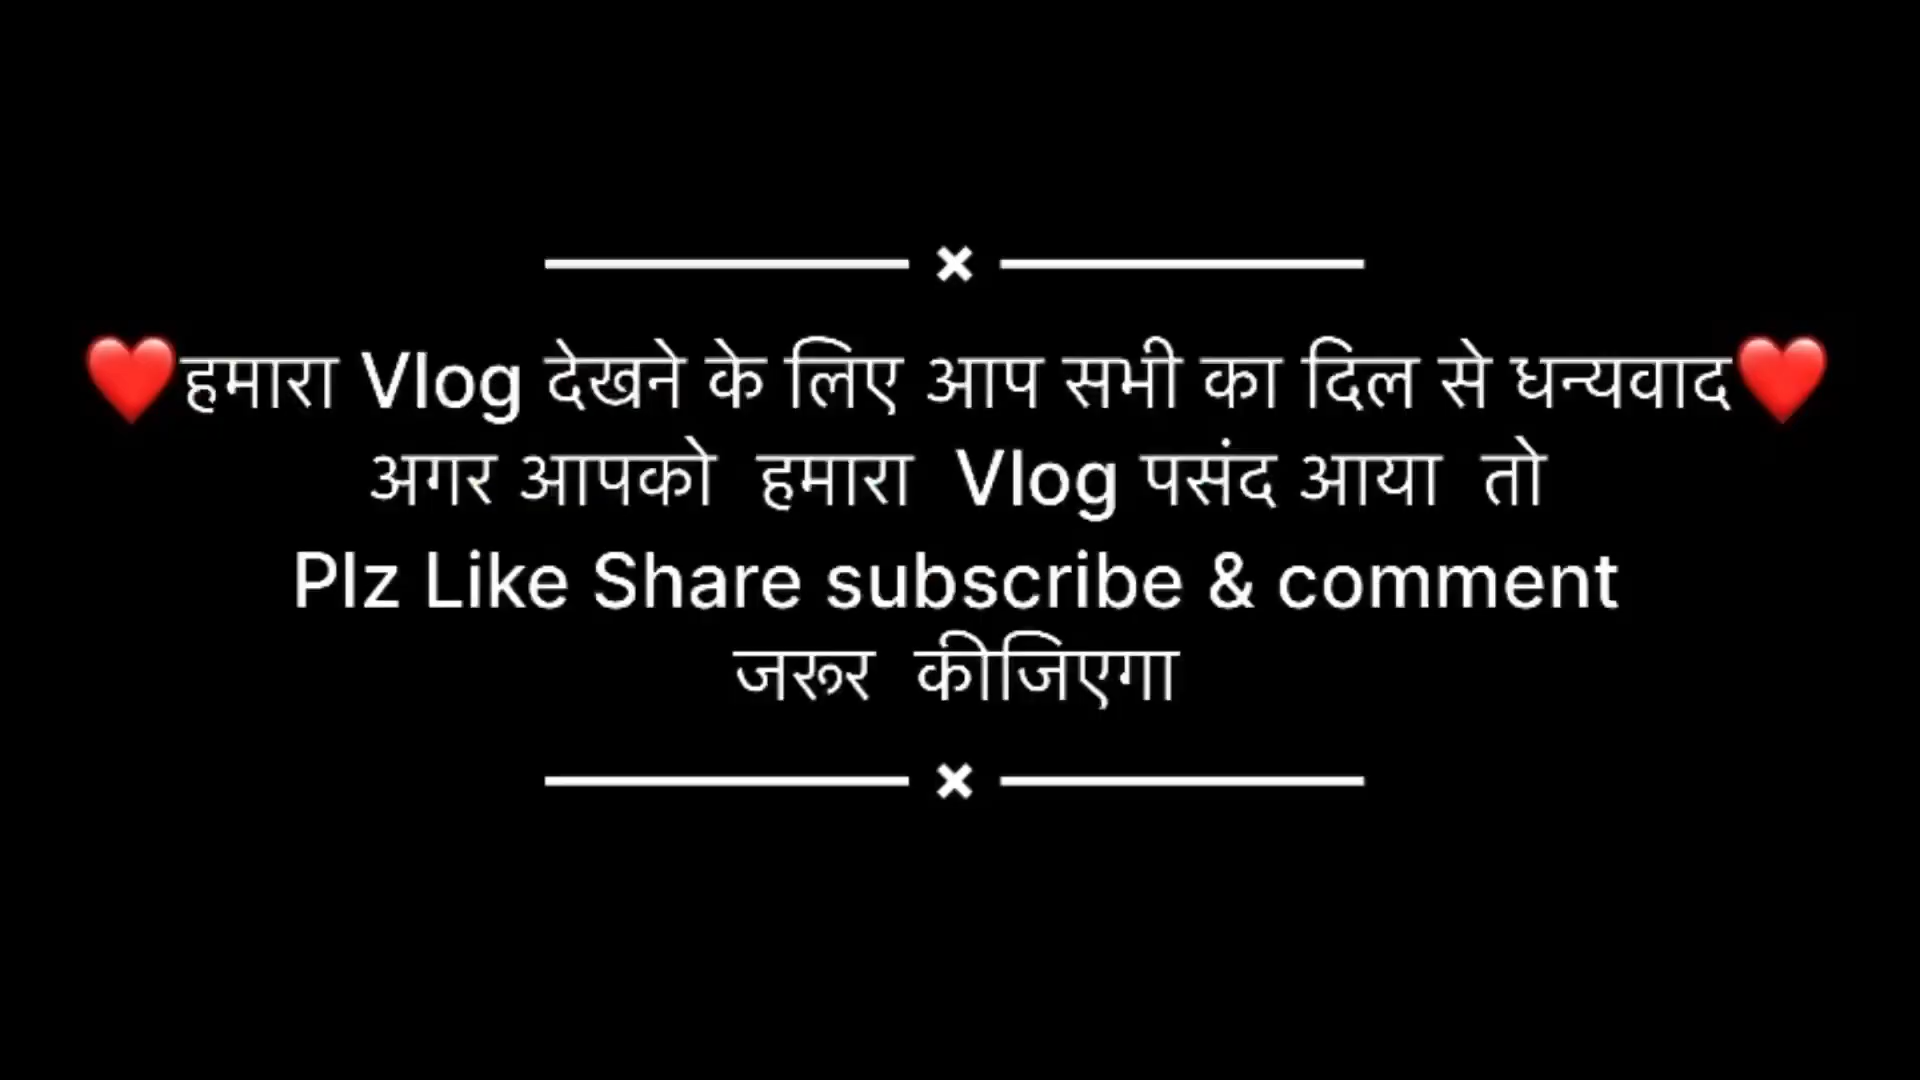 ❤️हमारा Vlog देखने के लिए आप सभी का दिल से धन्यवाद❤️
अगर आपको हमारा Vlog पसंद आया तो
Plz Like Share subscribe & comment
जरूर कीजिएगा